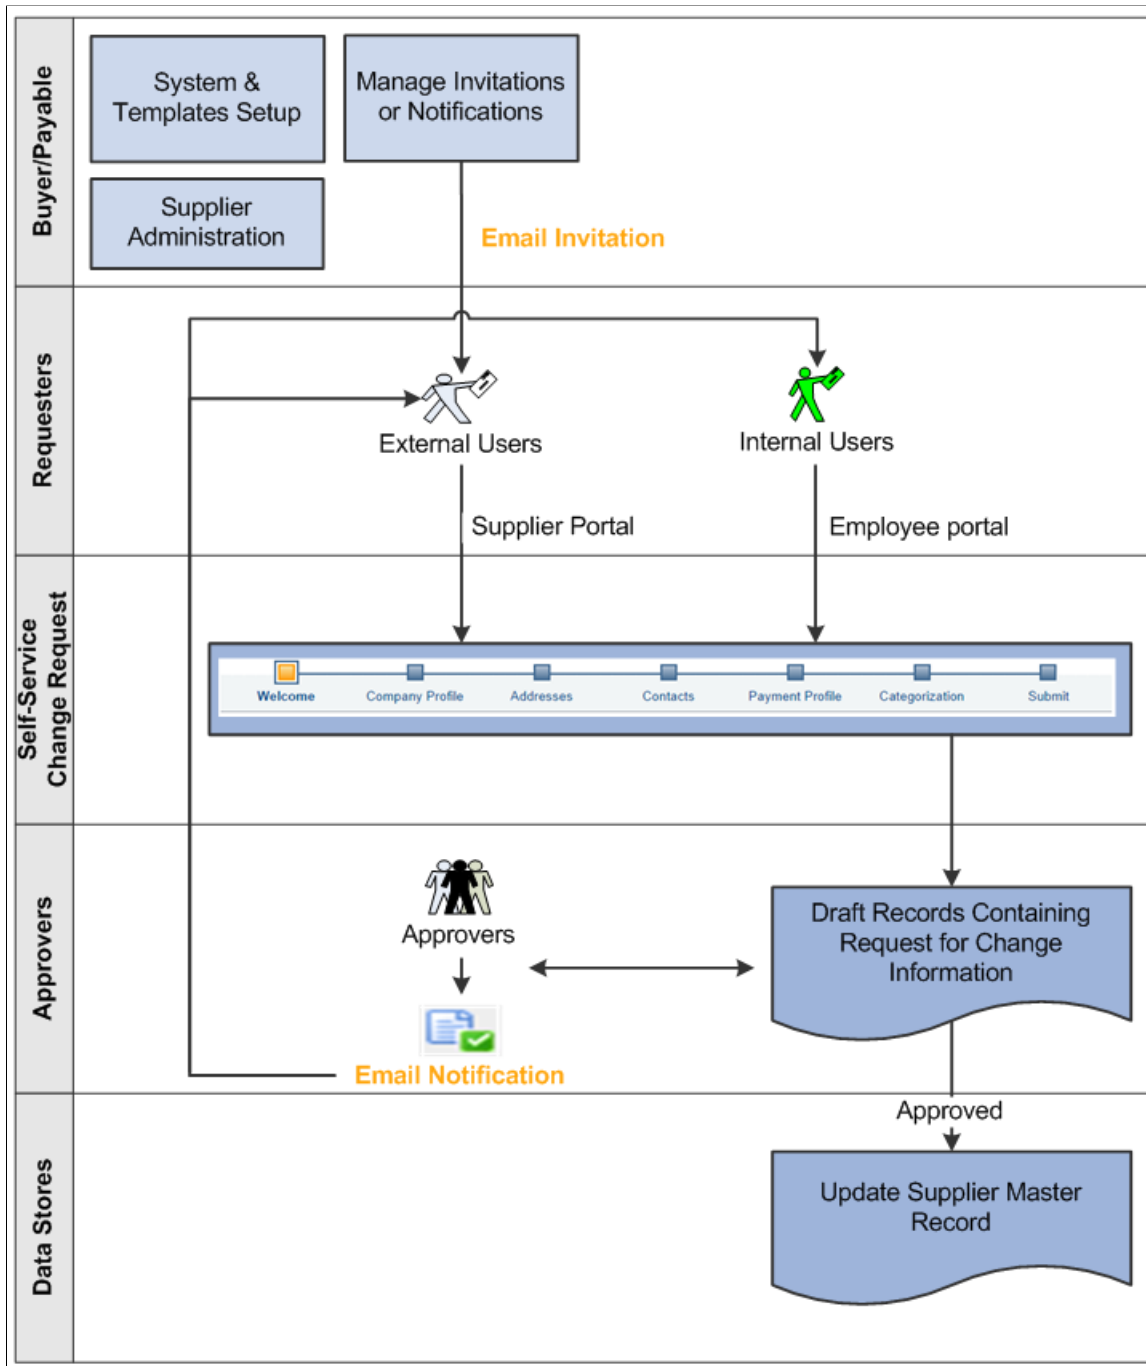 Buyer/Payable
System &
Templates Setup
Manage Invitations
or Notifications
Supplier
Administration
Email Invitation
Requesters
External Users
Internal Users
Supplier Portal
Employee portal
Self-Service
Change Request
Welcome
Company Profile
Addresses
Contacts
Payment Profile
Categorization
Submit
Approvers
Approvers
Draft Records Containing
Request for Change
Information
Email Notification
Data Stores
Approved
Update Supplier Master
Record